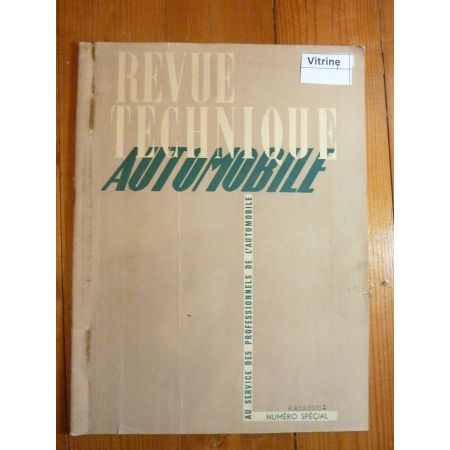 Vitrine
REVUE
TECHNIQUE
AUTOMOBILE
AU SERVICE DES PROFESSIONNELS DE L'AUTOMOBILE
NUMÉRO SPÉCIAL